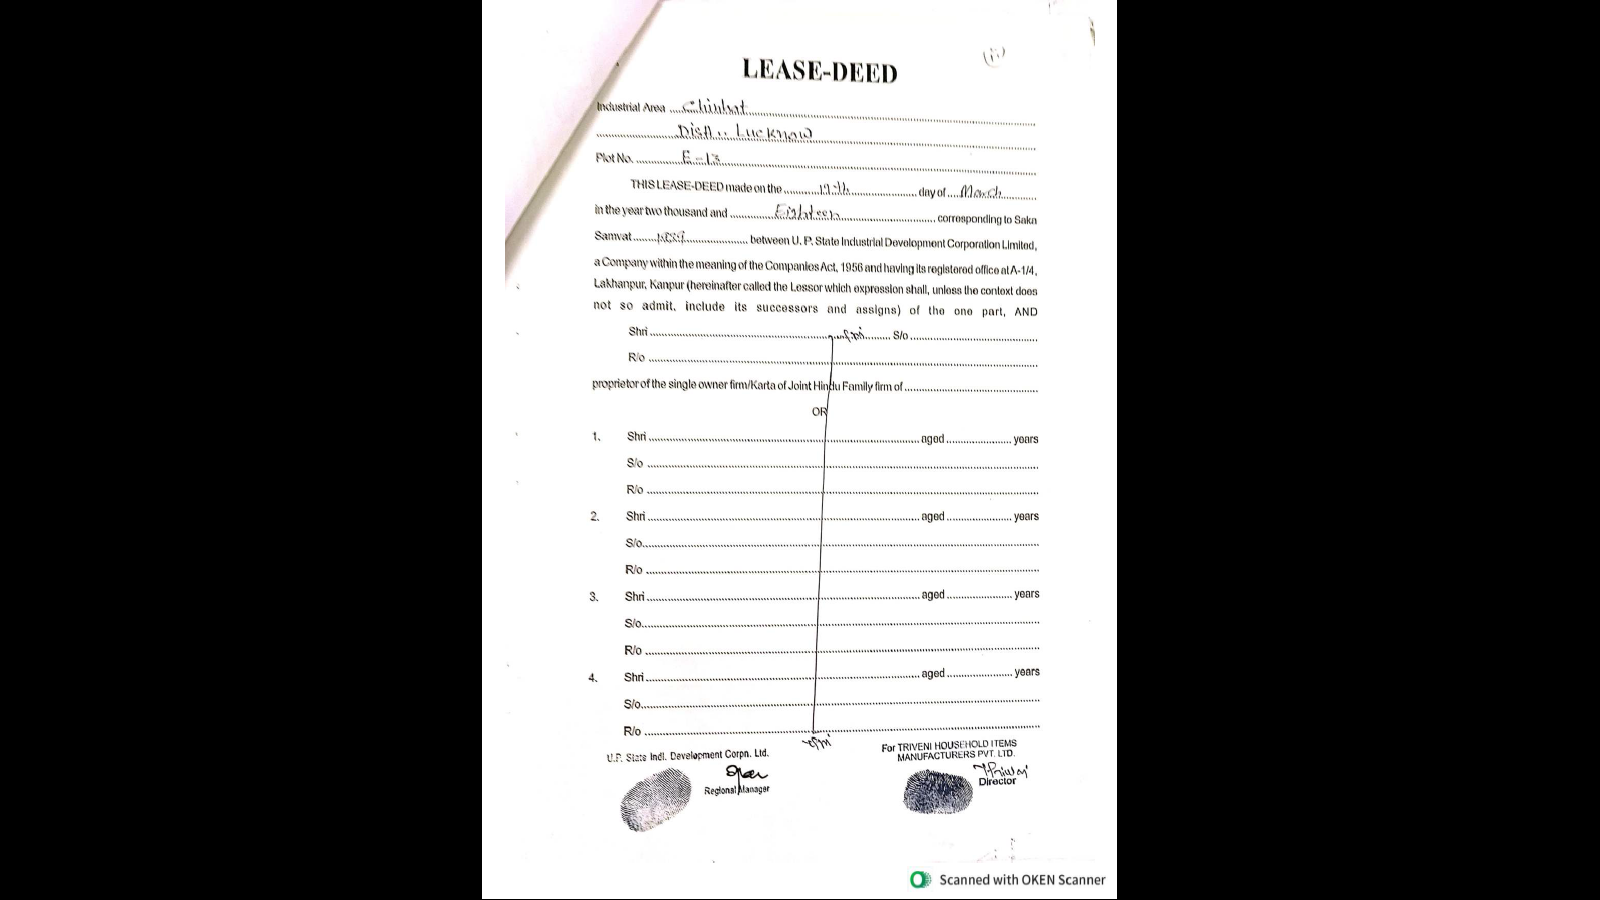 LEASE-DEED
Industrial Area ....Chinhat....
Distt.. Lucknow
Plot No. ....E-13....
THIS LEASE-DEED made on the ....19th.... day of ....March....
in the year two thousand and ....Eighteen.... corresponding to Saka
Samvat.... .... between U. P. State Industrial Development Corporation Limited,
a Company within the meaning of the Companies Act, 1956 and having its registered office at A-1/4,
Lakhanpur, Kanpur (hereinafter called the Lessor which expression shall, unless the context does
not so admit, include its successors and assigns) of the one part, AND
Shri .... S/o ....
R/o ....
proprietor of the single owner firm/Karta of Joint Hindu Family firm of ....
OR
1. Shri .... aged .... years
S/o ....
R/o ....
2. Shri .... aged .... years
S/o....
R/o ....
3. Shri .... aged .... years
S/o....
R/o ....
4. Shri .... aged .... years
S/o....
R/o ....
U.P. State Indl. Development Corpn. Ltd.
Regional Manager
For TRIVENI HOUSEHOLD ITEMS
MANUFACTURERS PVT. LTD.
Director
Scanned with OKEN Scanner